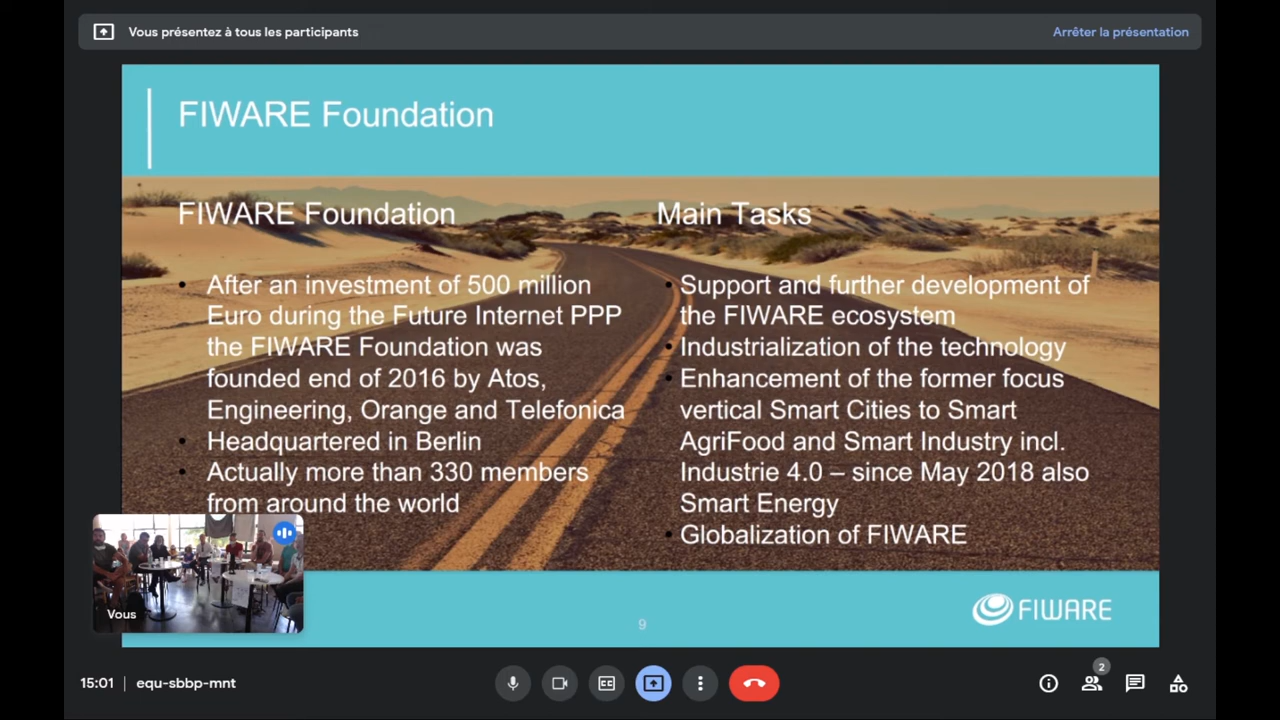 Vous présentez à tous les participants
Arrêter la présentation
FIWARE Foundation
FIWARE Foundation
• After an investment of 500 million
Euro during the Future Internet PPP
the FIWARE Foundation was
founded end of 2016 by Atos,
Engineering, Orange and Telefonica
• Headquartered in Berlin
• Actually more than 330 members
from around the world
Main Tasks
• Support and further development of
the FIWARE ecosystem
• Industrialization of the technology
• Enhancement of the former focus
vertical Smart Cities to Smart
AgriFood and Smart Industry incl.
Industrie 4.0 – since May 2018 also
Smart Energy
• Globalization of FIWARE
Vous
9
FIWARE
15:01 | equ-sbbp-mnt
CC
2